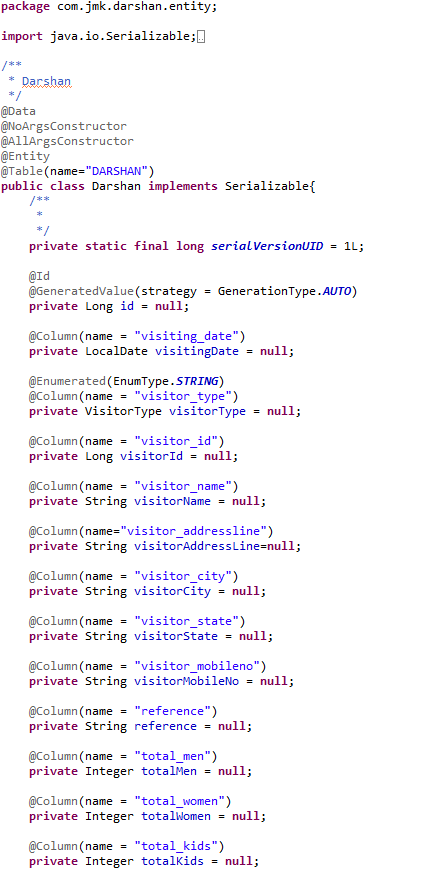 package com.jmk.darshan.entity;
import java.io.Serializable;
/**
* Darshan
*/
@Data
@NoArgsConstructor
@AllArgsConstructor
@Entity
@Table(name="DARSHAN")
public class Darshan implements Serializable{
/**
*
*/
private static final long serialVersionUID = 1L;
@Id
@GeneratedValue(strategy = GenerationType.AUTO)
private Long id = null;
@Column(name = "visiting_date")
private LocalDate visitingDate = null;
@Enumerated(EnumType.STRING)
@Column(name = "visitor_type")
private VisitorType visitorType = null;
@Column(name = "visitor_id")
private Long visitorId = null;
@Column(name = "visitor_name")
private String visitorName = null;
@Column(name="visitor_addressline")
private String visitorAddressLine=null;
@Column(name = "visitor_city")
private String visitorCity = null;
@Column(name = "visitor_state")
private String visitorState = null;
@Column(name = "visitor_mobileno")
private String visitorMobileNo = null;
@Column(name = "reference")
private String reference = null;
@Column(name = "total_men")
private Integer totalMen = null;
@Column(name = "total_women")
private Integer totalWomen = null;
@Column(name = "total_kids")
private Integer totalKids = null;